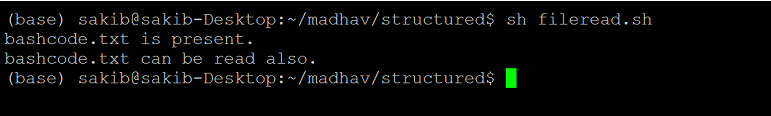 (base) sakib@sakib-Desktop:~/madhav/structured$ sh fileread.sh
bashcode.txt is present.
bashcode.txt can be read also.
(base) sakib@sakib-Desktop:~/madhav/structured$